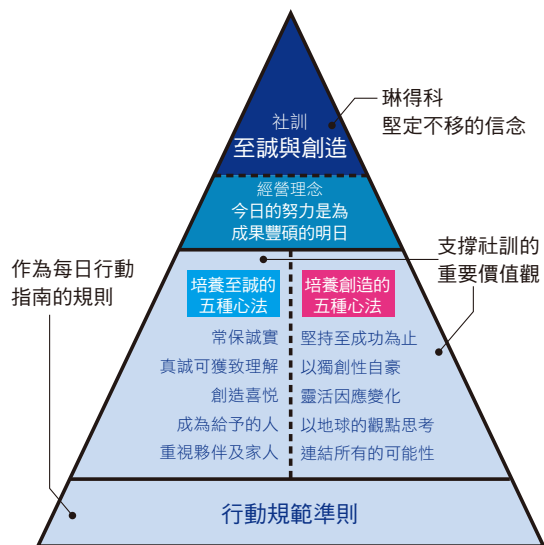 社訓
至誠與創造
琳得科
堅定不移的信念
經營理念
今日的努力是為
成果豐碩的明日
支撐社訓的
重要價值觀
作為每日行動
指南的規則
培養至誠的
五種心法
常保誠實
真誠可獲致理解
創造喜悅
成為給予的人
重視夥伴及家人
培養創造的
五種心法
堅持至成功為止
以獨創性自豪
靈活因應變化
以地球的觀點思考
連結所有的可能性
行動規範準則